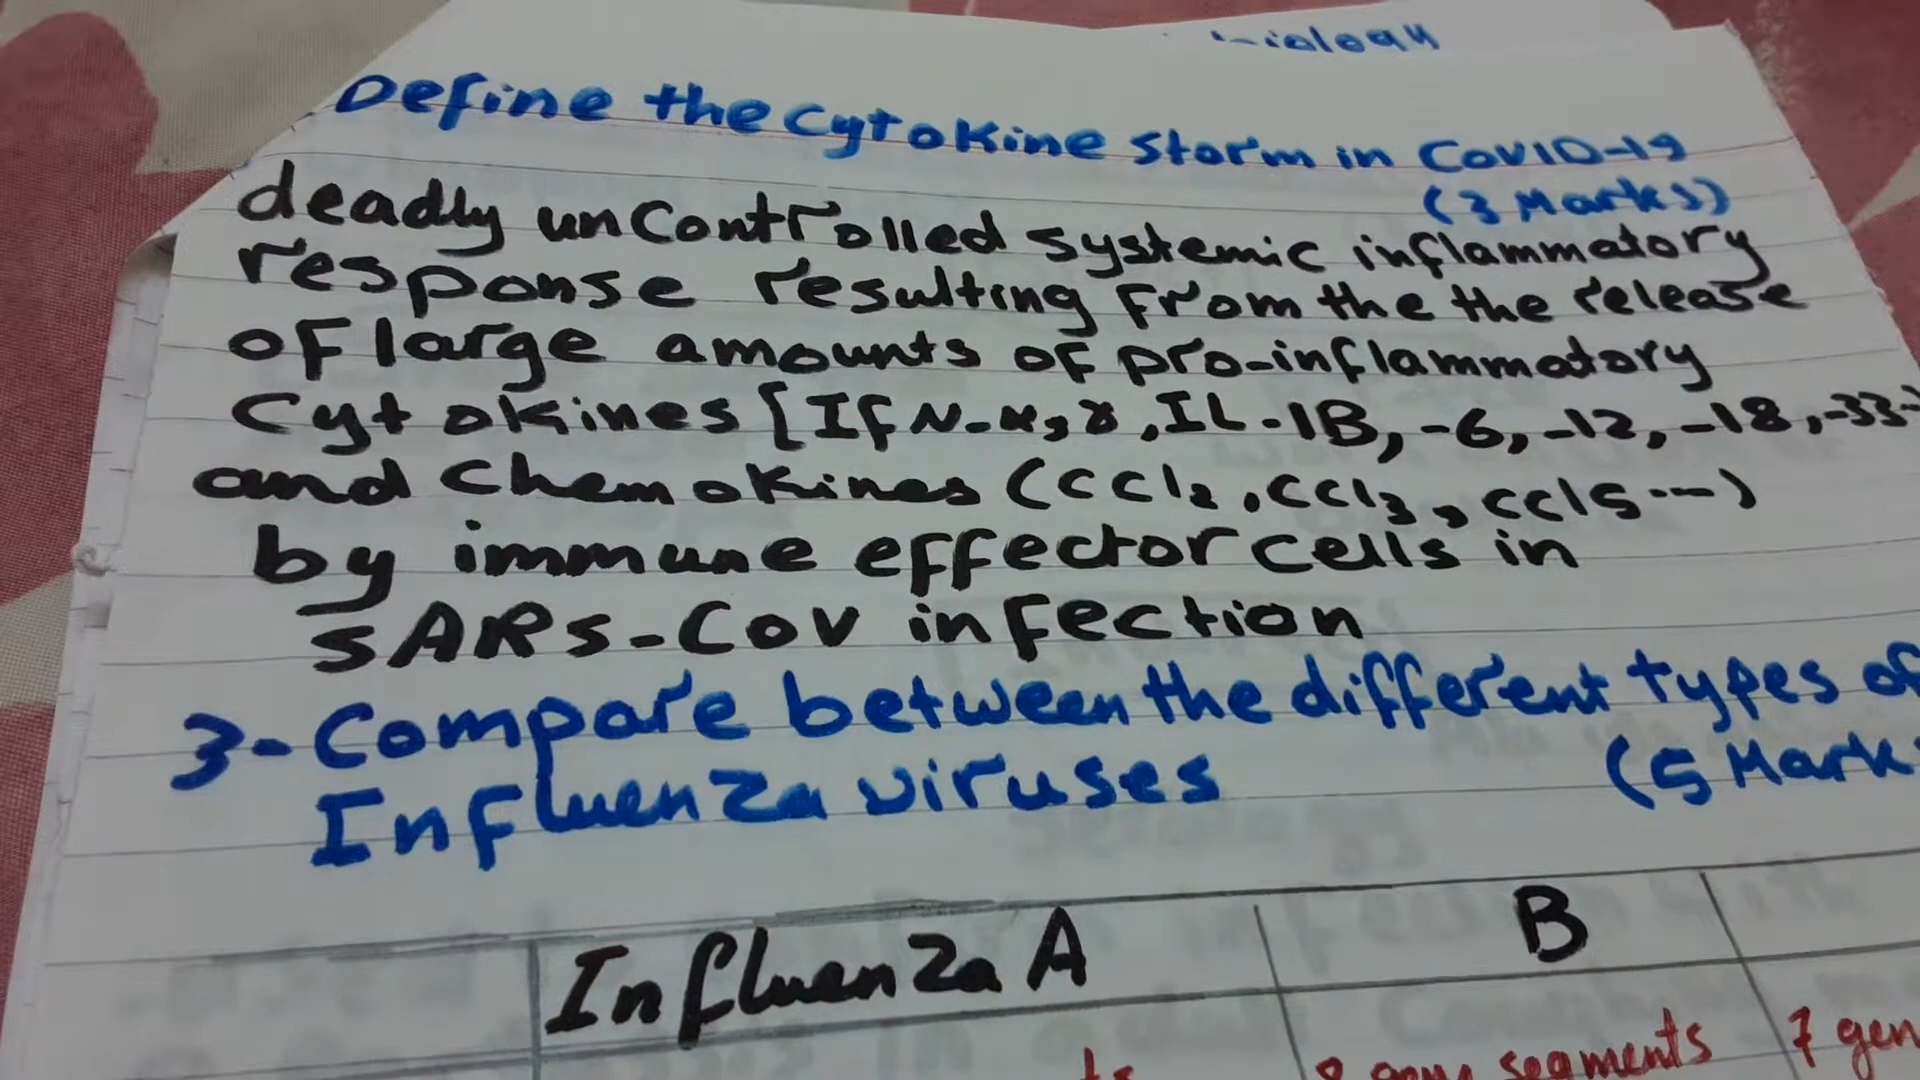 Define the Cytokine storm in COVID-19
(3 Marks)
deadly uncontrolled systemic inflammatory
response resulting from the the release
of large amounts of pro-inflammatory
Cytokines [IFN-α,γ, IL-1B, -6, -12, -18, -33-
and Chemokines (CCl2, CCl3, CCl5...)
by immune effector cells in
SARS-CoV infection
3- Compare between the different types of
Influenza viruses (5 Mark
Influenza A B
segments 7 gen